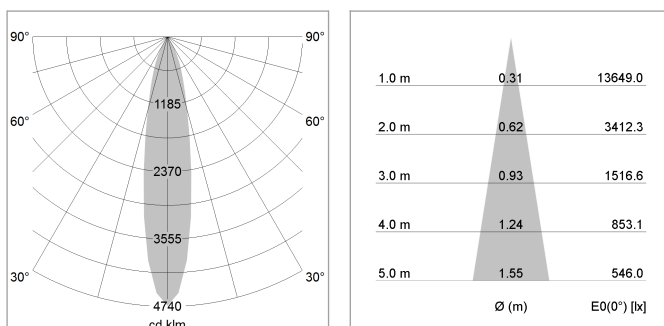 90° 90°
1185
60° 60°
2370
3555
30° 30°
4740
cd klm
1.0 m 0.31 13649.0
2.0 m 0.62 3412.3
3.0 m 0.93 1516.6
4.0 m 1.24 853.1
5.0 m 1.55 546.0
Ø (m) E0(0°) [lx]